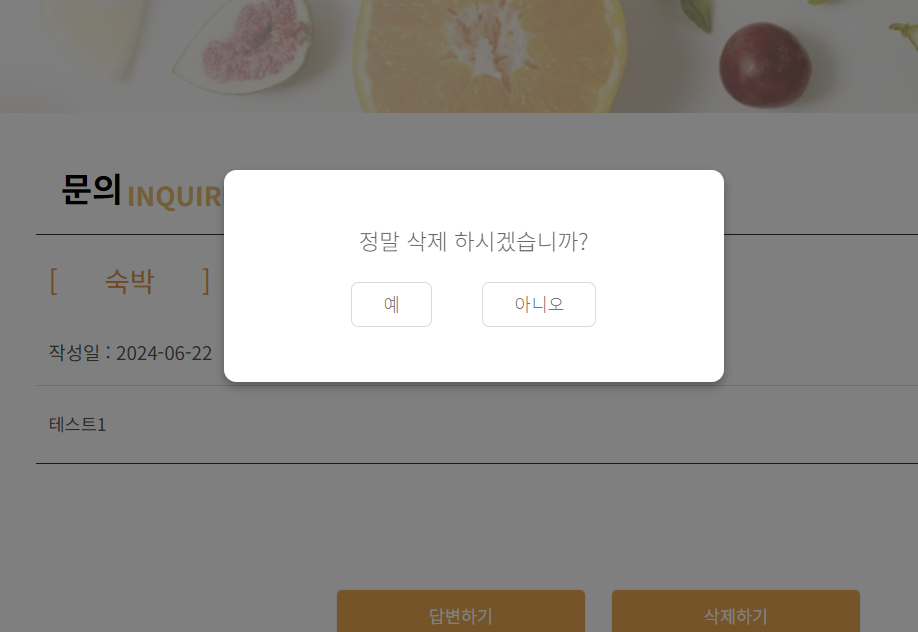 문의 INQUIR
정말 삭제 하시겠습니까?
예 아니오
[ 숙박 ]
작성일 : 2024-06-22
테스트1
답변하기 삭제하기